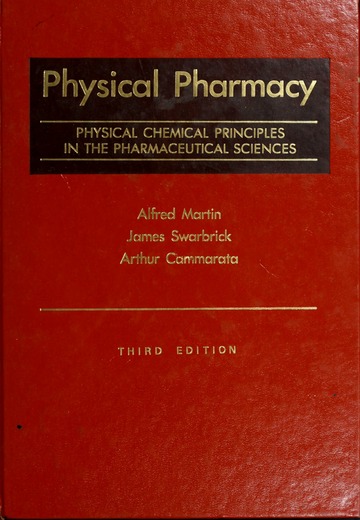 Physical Pharmacy
PHYSICAL CHEMICAL PRINCIPLES
IN THE PHARMACEUTICAL SCIENCES
Alfred Martin
James Swarbrick
Arthur Cammarata
THIRD EDITION